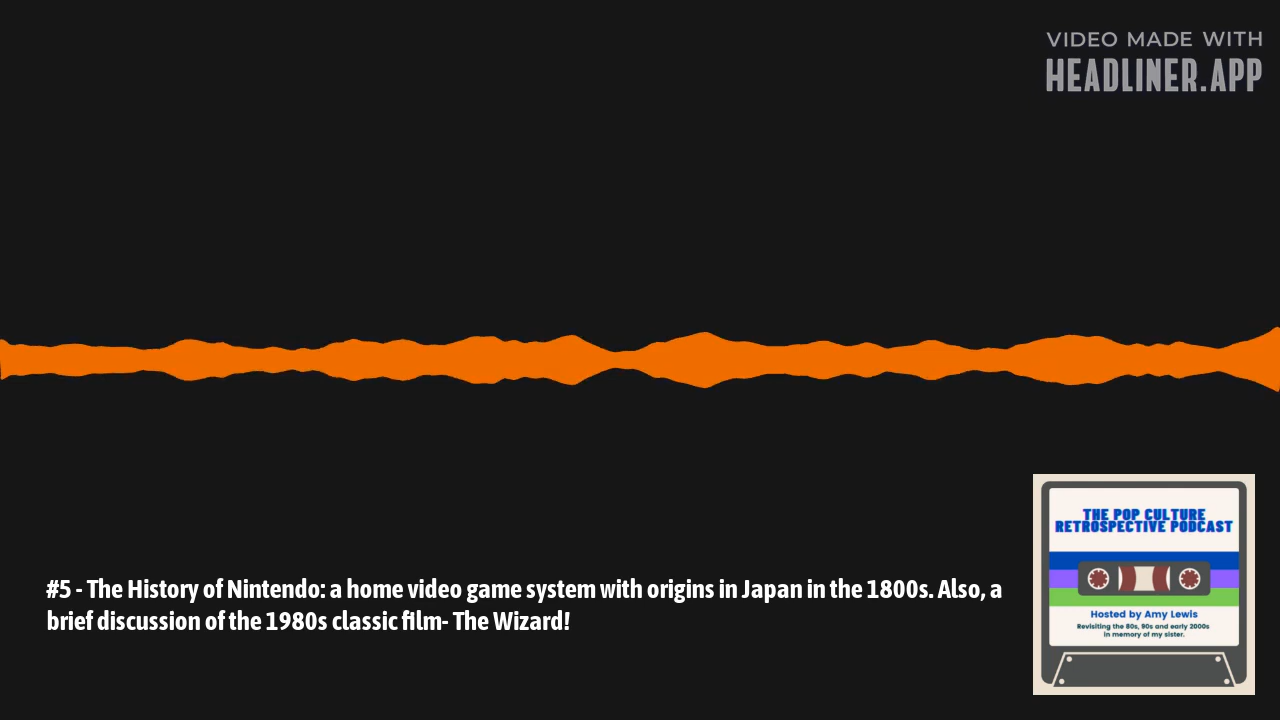 VIDEO MADE WITH
HEADLINER.APP
THE POP CULTURE
RETROSPECTIVE PODCAST
Hosted by Amy Lewis
Revisiting the 80s, 90s and early 2000s
in memory of my sister.
#5 - The History of Nintendo: a home video game system with origins in Japan in the 1800s. Also, a
brief discussion of the 1980s classic film- The Wizard!